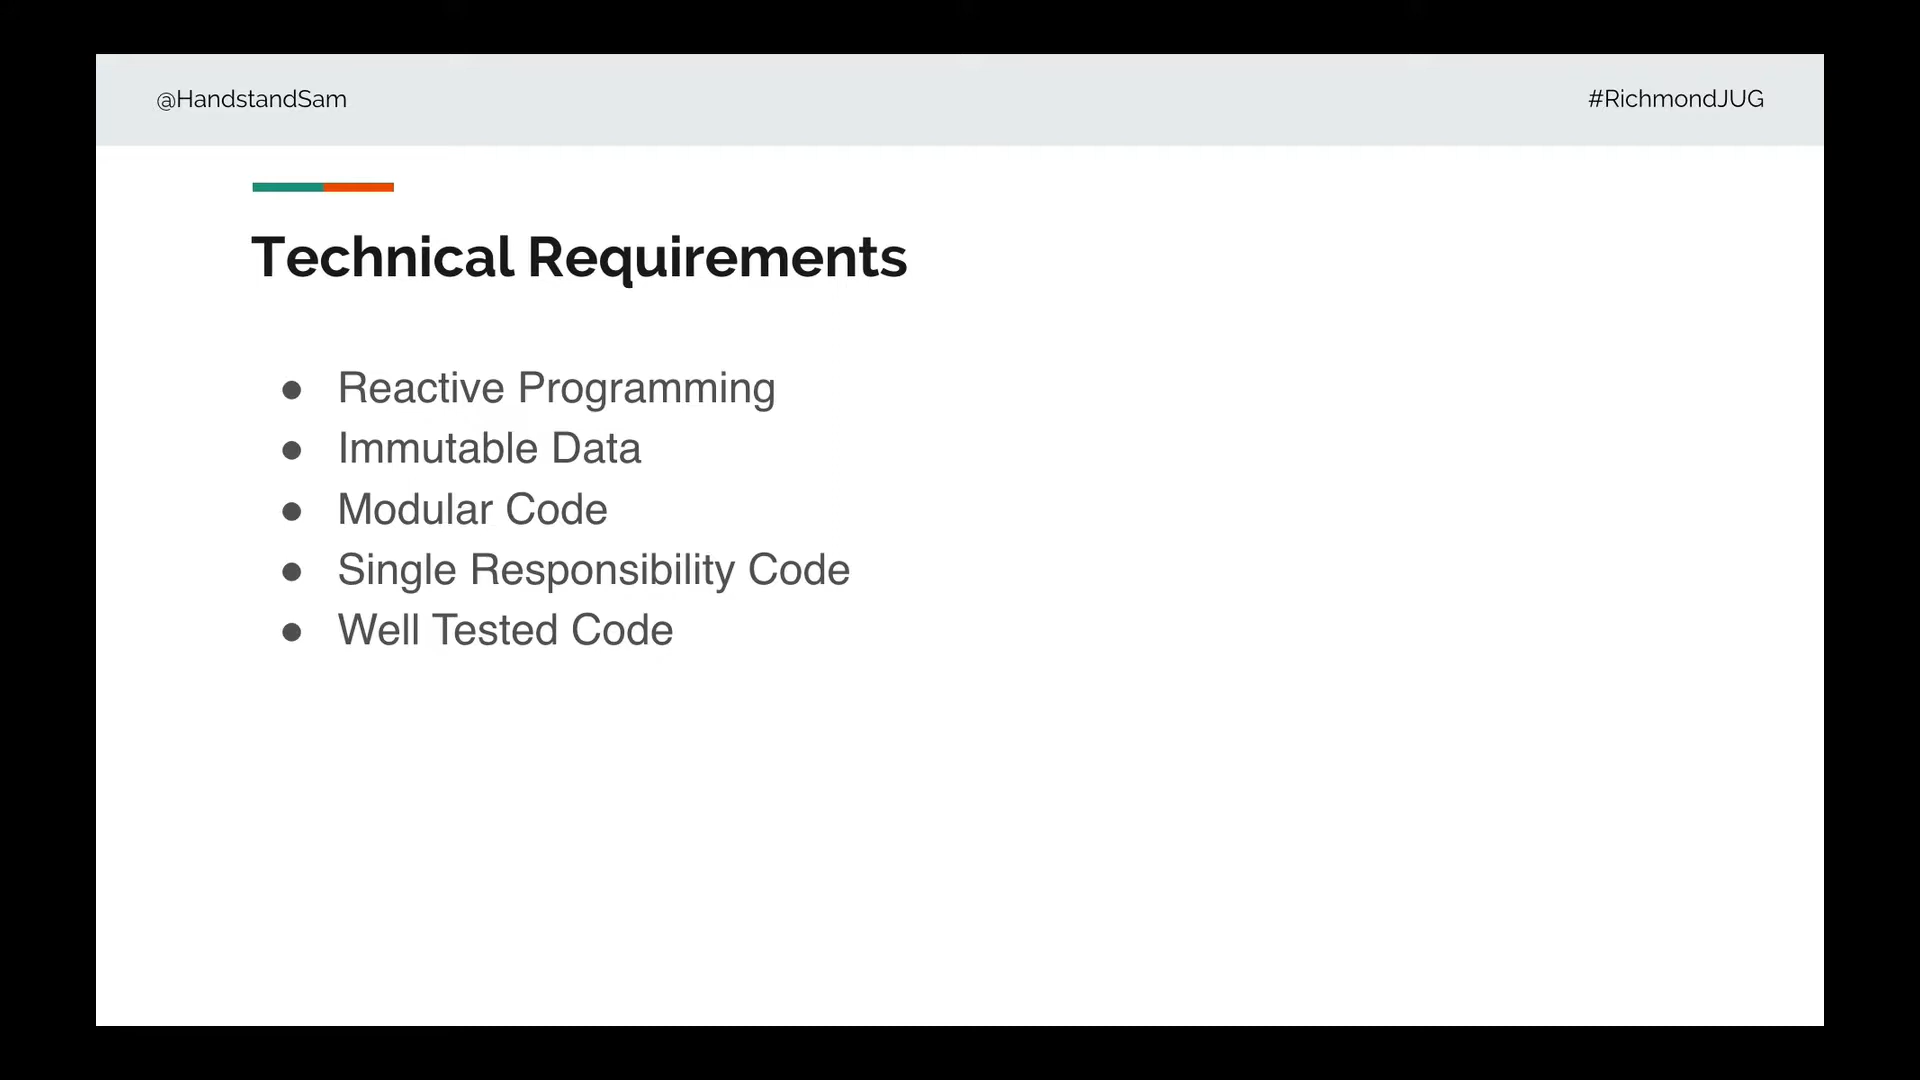 @HandstandSam
#RichmondJUG
Technical Requirements
● Reactive Programming
● Immutable Data
● Modular Code
● Single Responsibility Code
● Well Tested Code